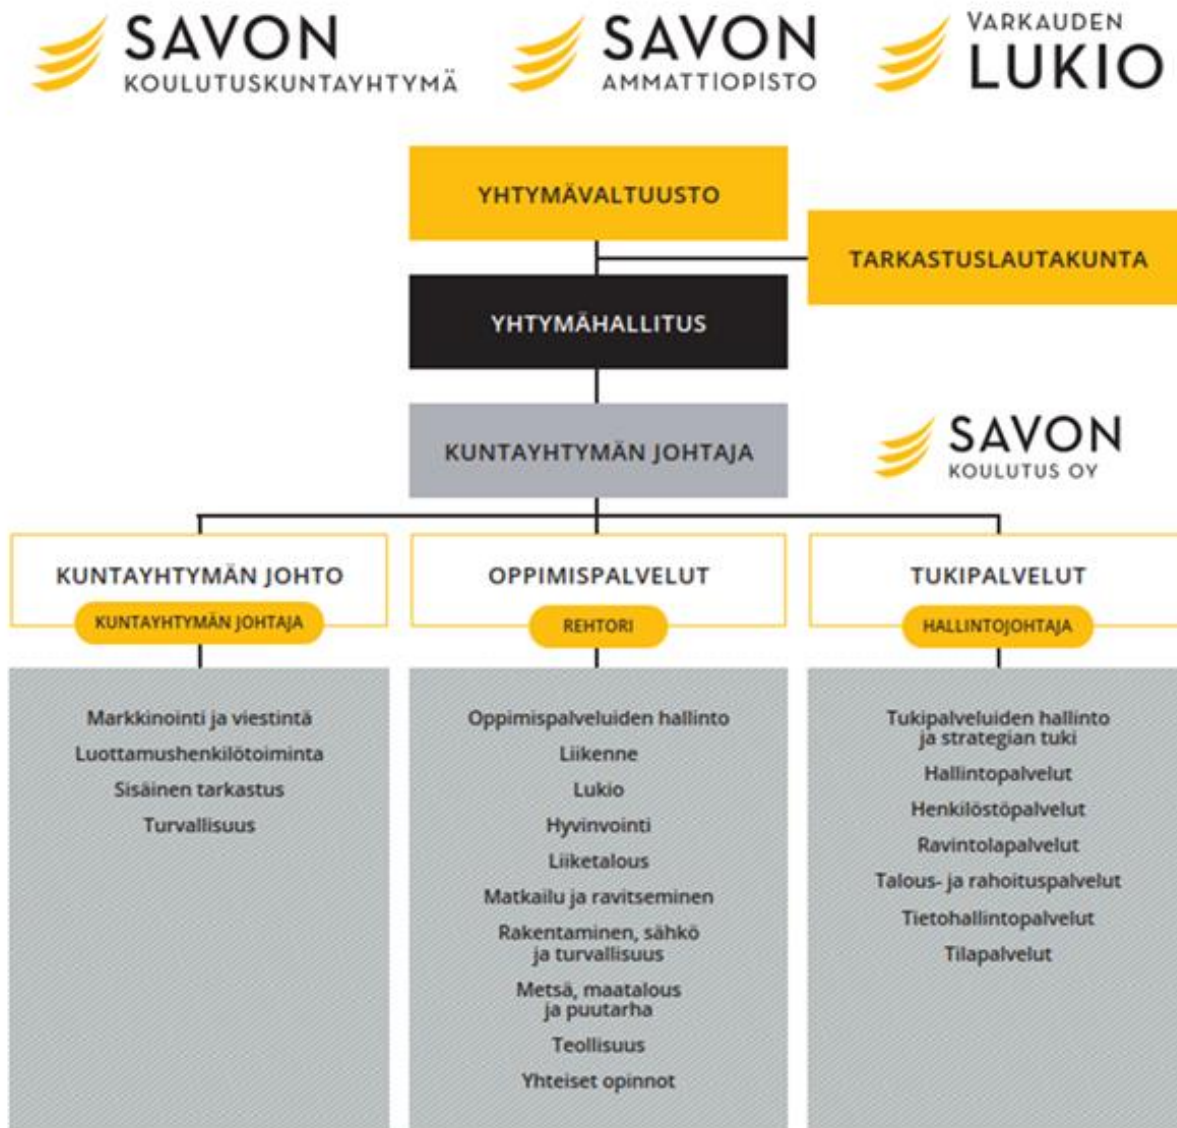 SAVON
KOULUTUSKUNTAYHTYMÄ
SAVON
AMMATTIOPISTO
VARKAUDEN
LUKIO
YHTYMÄVALTUUSTO
TARKASTUSLAUTAKUNTA
YHTYMÄHALLITUS
KUNTAYHTYMÄN JOHTAJA
SAVON
KOULUTUS OY
KUNTAYHTYMÄN JOHTO
KUNTAYHTYMÄN JOHTAJA
Markkinointi ja viestintä
Luottamushenkilötoiminta
Sisäinen tarkastus
Turvallisuus
OPPIMISPALVELUT
REHTORI
Oppimispalveluiden hallinto
Liikenne
Lukio
Hyvinvointi
Liiketalous
Matkailu ja ravitseminen
Rakentaminen, sähkö
ja turvallisuus
Metsä, maatalous
ja puutarha
Teollisuus
Yhteiset opinnot
TUKIPALVELUT
HALLINTOJOHTAJA
Tukipalveluiden hallinto
ja strategian tuki
Hallintopalvelut
Henkilöstöpalvelut
Ravintolapalvelut
Talous- ja rahoituspalvelut
Tietohallintopalvelut
Tilapalvelut